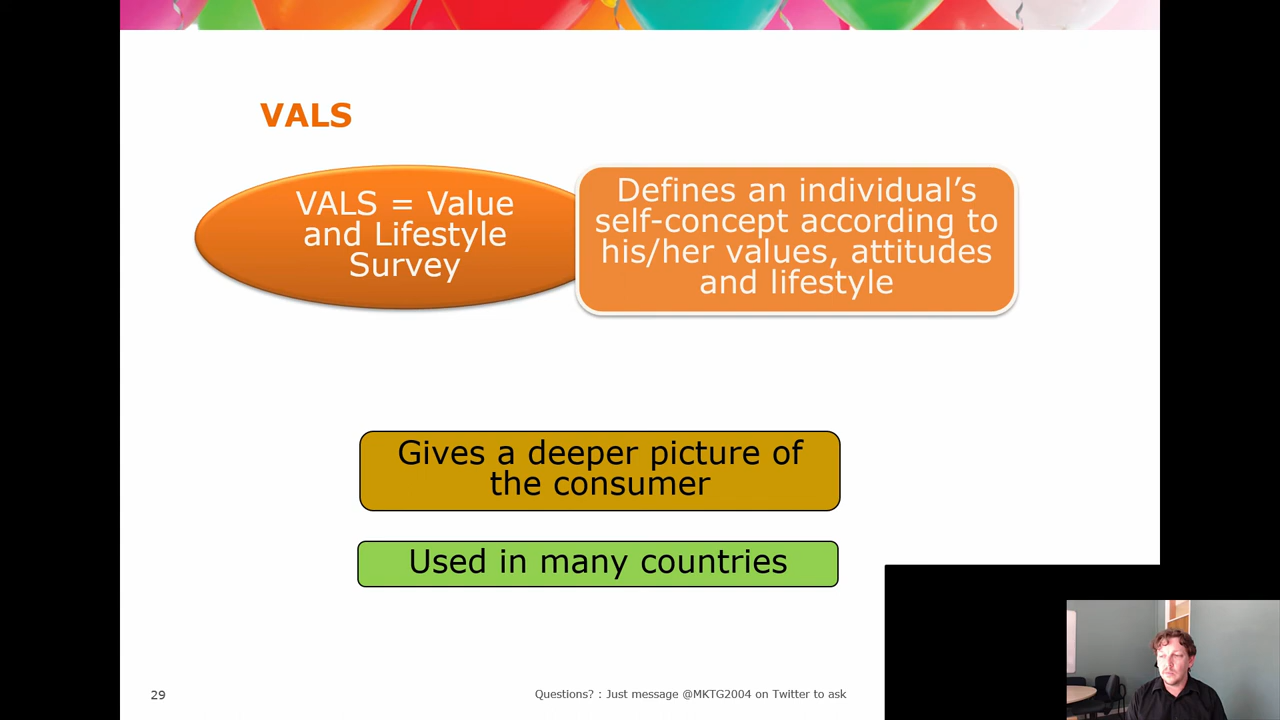 VALS
VALS = Value
and Lifestyle
Survey
Defines an individual’s
self-concept according to
his/her values, attitudes
and lifestyle
Gives a deeper picture of
the consumer
Used in many countries
29
Questions? : Just message @MKTG2004 on Twitter to ask